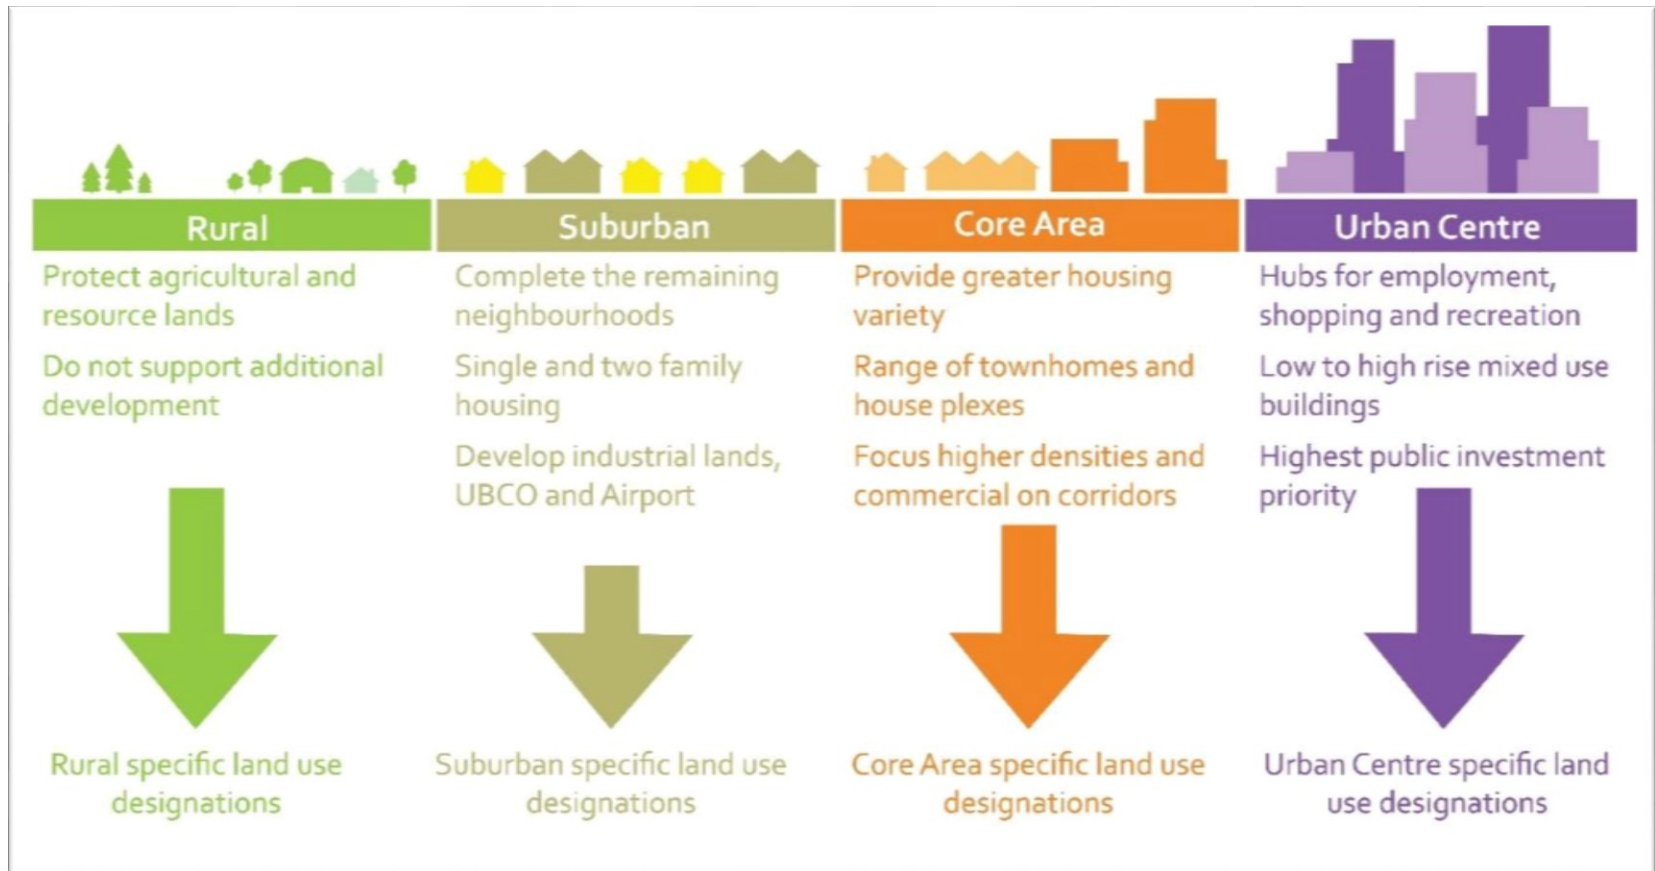 Rural
Protect agricultural and
resource lands
Do not support additional
development
Rural specific land use
designations
Suburban
Complete the remaining
neighbourhoods
Single and two family
housing
Develop industrial lands,
UBCO and Airport
Suburban specific land use
designations
Core Area
Provide greater housing
variety
Range of townhomes and
house plexes
Focus higher densities and
commercial on corridors
Core Area specific land use
designations
Urban Centre
Hubs for employment,
shopping and recreation
Low to high rise mixed use
buildings
Highest public investment
priority
Urban Centre specific land
use designations